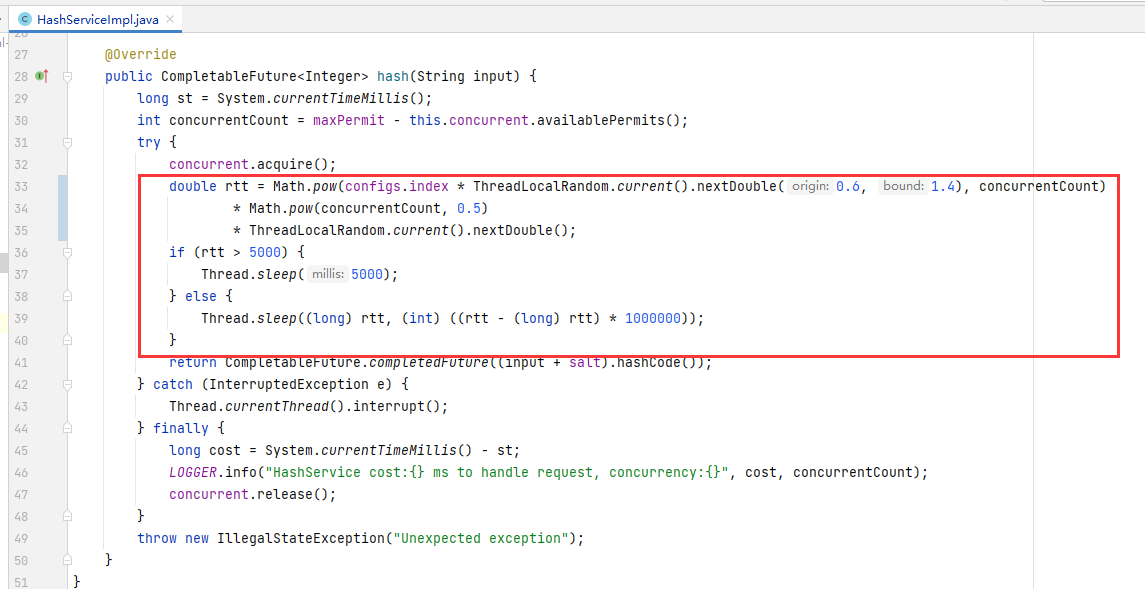 HashServiceImpl.java
27 @Override
28 public CompletableFuture<Integer> hash(String input) {
29 long st = System.currentTimeMillis();
30 int concurrentCount = maxPermit - this.concurrent.availablePermits();
31 try {
32 concurrent.acquire();
33 double rtt = Math.pow(configs.index * ThreadLocalRandom.current().nextDouble( origin: 0.6, bound: 1.4), concurrentCount)
34 * Math.pow(concurrentCount, 0.5)
35 * ThreadLocalRandom.current().nextDouble();
36 if (rtt > 5000) {
37 Thread.sleep( millis: 5000);
38 } else {
39 Thread.sleep((long) rtt, (int) ((rtt - (long) rtt) * 1000000));
40 }
41 return CompletableFuture.completedFuture((input + salt).hashCode());
42 } catch (InterruptedException e) {
43 Thread.currentThread().interrupt();
44 } finally {
45 long cost = System.currentTimeMillis() - st;
46 LOGGER.info("HashService cost:{} ms to handle request, concurrency:{}", cost, concurrentCount);
47 concurrent.release();
48 }
49 throw new IllegalStateException("Unexpected exception");
50 }
51 }